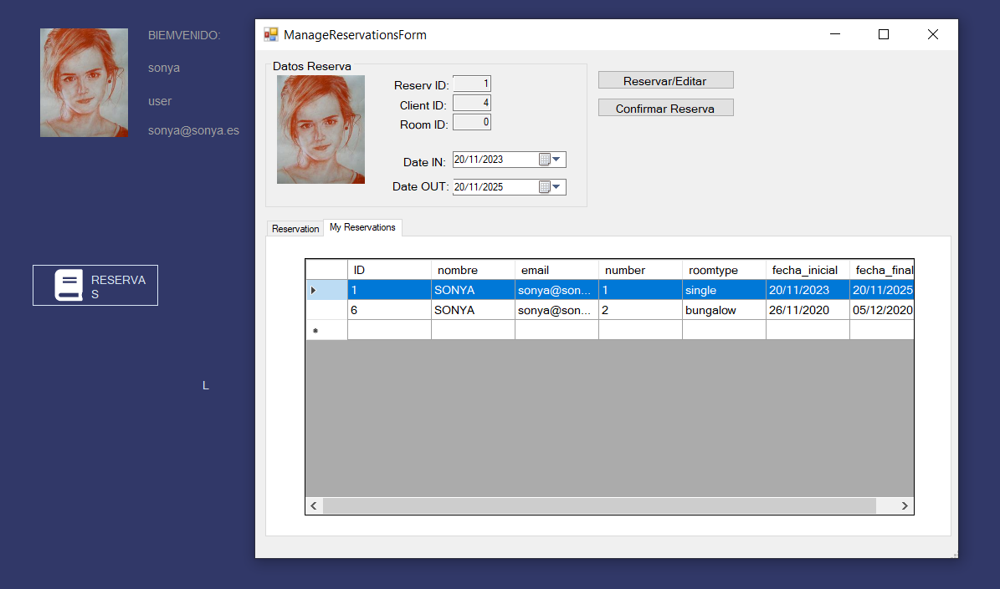 BIEMVENIDO:
sonya
user
sonya@sonya.es
RESERVA
S
L
ManageReservationsForm
Datos Reserva
Reserv ID: 1
Client ID: 4
Room ID: 0
Date IN: 20/11/2023
Date OUT: 20/11/2025
Reservar/Editar
Confirmar Reserva
Reservation My Reservations
ID nombre email number roomtype fecha_inicial fecha_final
1 SONYA sonya@son... 1 single 20/11/2023 20/11/2025
6 SONYA sonya@son... 2 bungalow 26/11/2020 05/12/2020